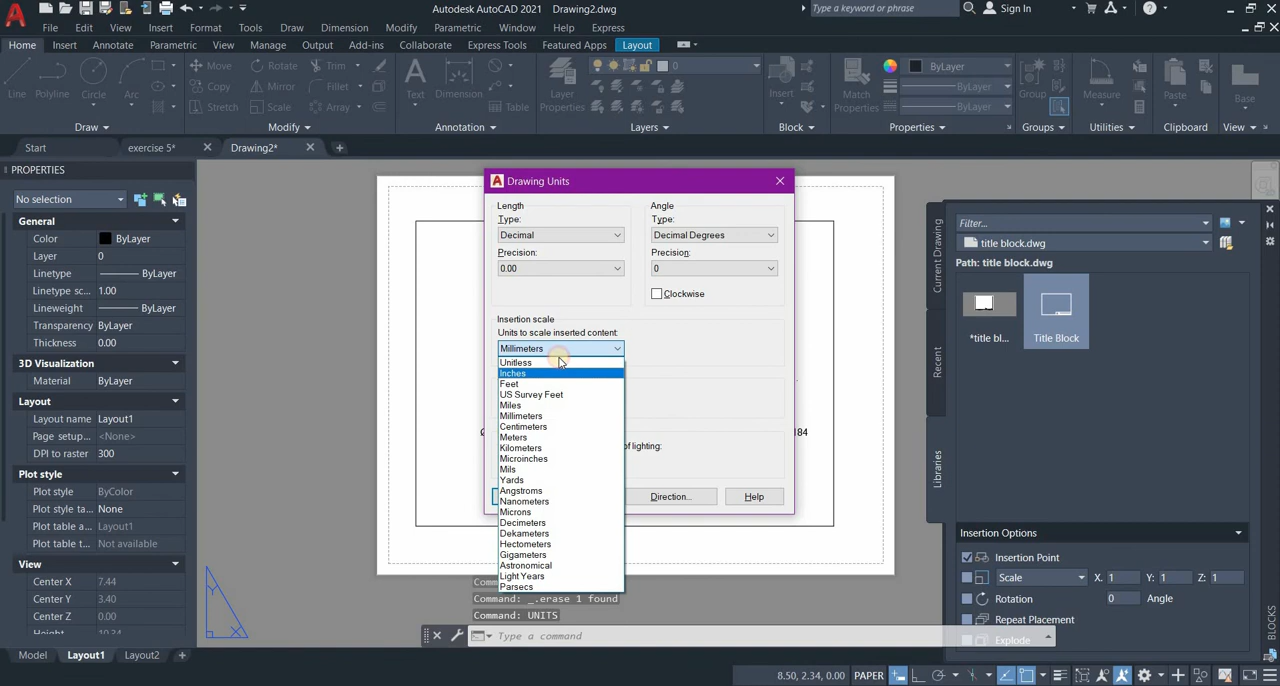 Autodesk AutoCAD 2021 Drawing2.dwg
Type a keyword or phrase
Sign In
File Edit View Insert Format Tools Draw Dimension Modify Parametric Window Help Express
Home Insert Annotate Parametric View Manage Output Add-ins Collaborate Express Tools Featured Apps Layout
Line Polyline Circle Arc
Move Rotate Trim
Copy Mirror Fillet
Stretch Scale Array
Text Dimension Table
Layer Properties
0
Insert
Match Properties
ByLayer
ByLayer
ByLayer
Group
Measure
Paste
Base
Draw Modify Annotation Layers Block Properties Groups Utilities Clipboard View
Start exercise 5* Drawing2*
PROPERTIES
No selection
General
Color ByLayer
Layer 0
Linetype ByLayer
Linetype sc... 1.00
Lineweight ByLayer
Transparency ByLayer
Thickness 0.00
3D Visualization
Material ByLayer
Layout
Layout name Layout1
Page setup... <None>
DPI to raster 300
Plot style
Plot style ByColor
Plot style ta... None
Plot table a... Layout1
Plot table t... Not available
View
Center X 7.44
Center Y 3.40
Center Z 0.00
Height 10.34
Y
X
Drawing Units
Length
Type:
Decimal
Precision:
0.00
Angle
Type:
Decimal Degrees
Precision:
0
Clockwise
Insertion scale
Units to scale inserted content:
Millimeters
Unitless
Inches
Feet
US Survey Feet
Miles
Millimeters
Centimeters
Meters
Kilometers
Microinches
Mils
Yards
Angstroms
Nanometers
Microns
Decimeters
Dekameters
Hectometers
Gigameters
Astronomical
Light Years
Parsecs
of lighting:
Direction...
Help
184
Command: _.erase 1 found
Command: UNITS
Type a command
Current Drawing
Recent
Libraries
BLOCKS
Filter...
title block.dwg
Path: title block.dwg
*title bl...
Title Block
Insertion Options
Insertion Point
Scale X. 1 Y: 1 Z: 1
Rotation 0 Angle
Repeat Placement
Explode
Model Layout1 Layout2
8.50, 2.34, 0.00 PAPER